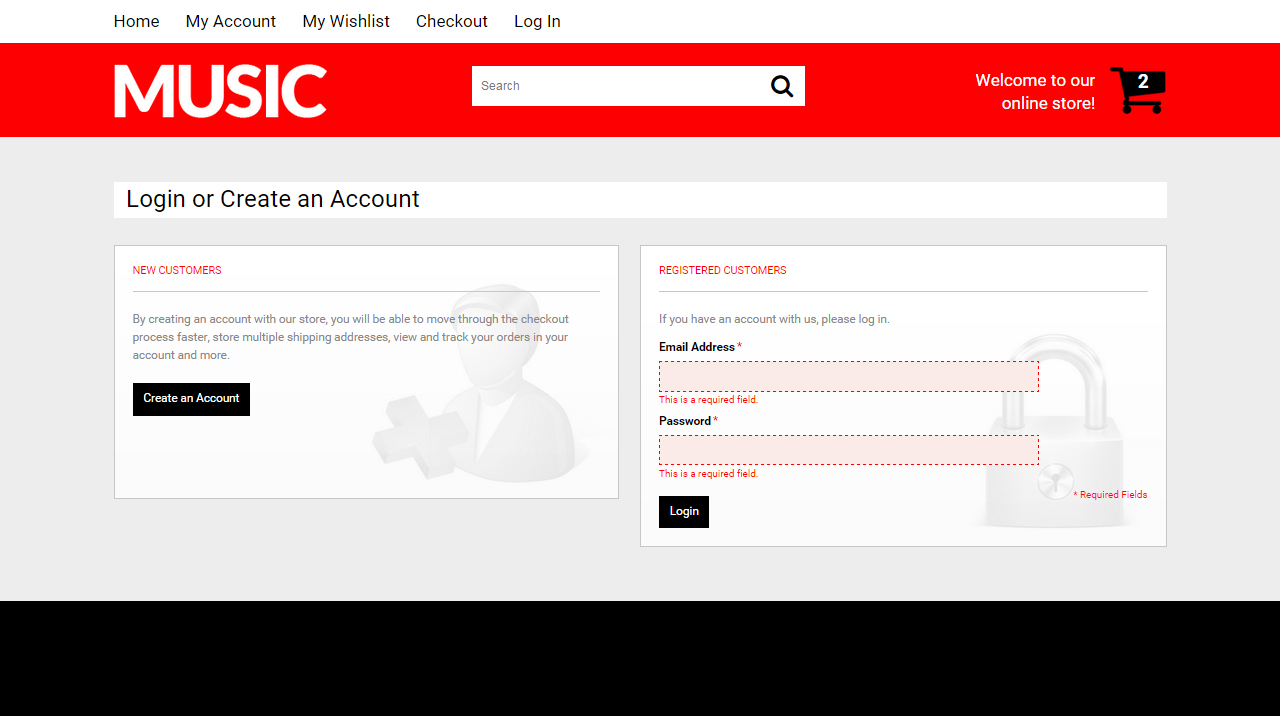 Home My Account My Wishlist Checkout Log In
MUSIC
Search
Welcome to our
online store!
2
Login or Create an Account
NEW CUSTOMERS
By creating an account with our store, you will be able to move through the checkout
process faster, store multiple shipping addresses, view and track your orders in your
account and more.
Create an Account
REGISTERED CUSTOMERS
If you have an account with us, please log in.
Email Address *
This is a required field.
Password *
This is a required field.
* Required Fields
Login